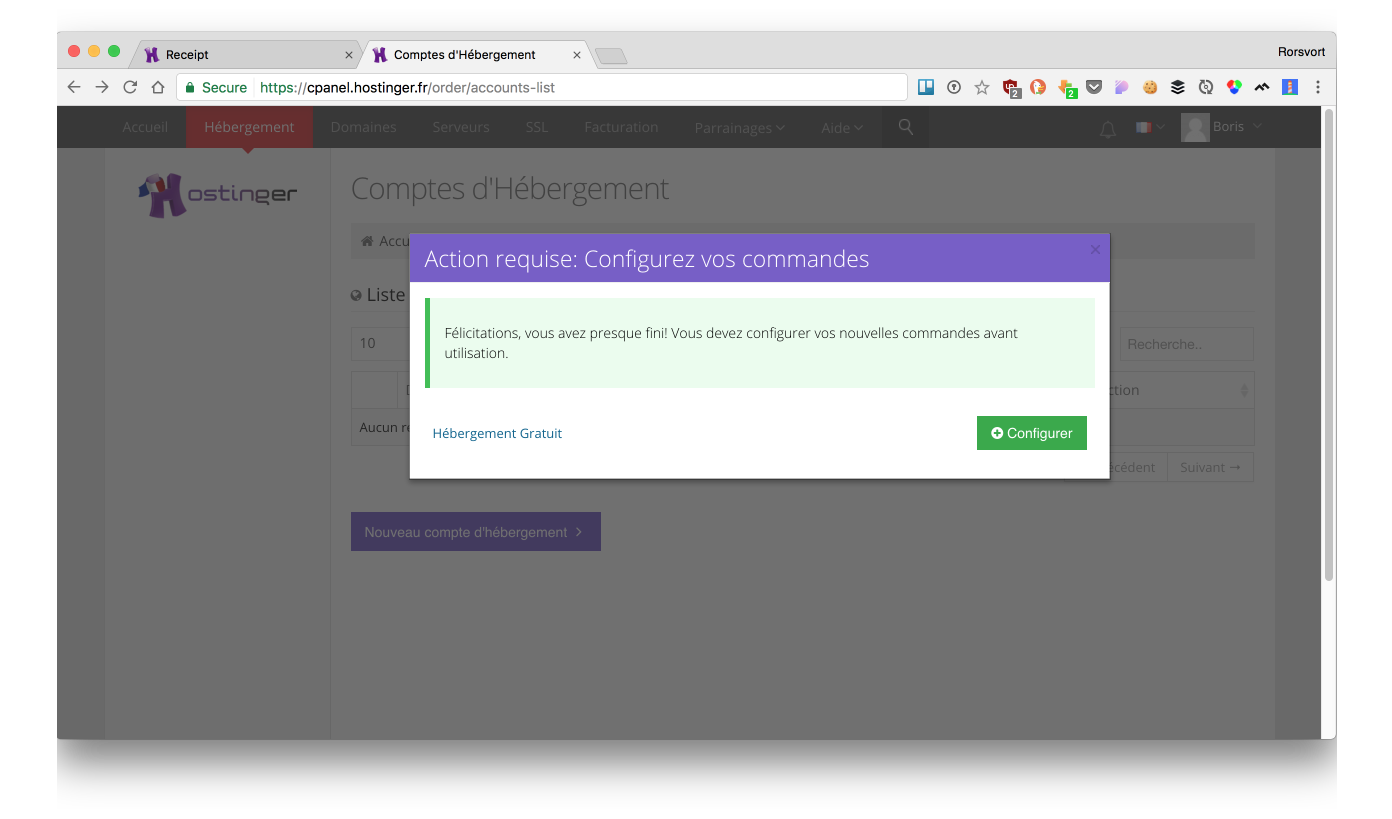 Receipt
Comptes d'Hébergement
Rorsvort
Secure https://cpanel.hostinger.fr/order/accounts-list
2
2
Accueil Hébergement Domaines Serveurs SSL Facturation Parrainages Aide Boris
Hostinger
Comptes d'Hébergement
Accu
Action requise: Configurez vos commandes ×
Liste
Félicitations, vous avez presque fini! Vous devez configurer vos nouvelles commandes avant
utilisation.
10
Recherche..
ction
Aucun re
Hébergement Gratuit
Configurer
écédent Suivant →
Nouveau compte d'hébergement